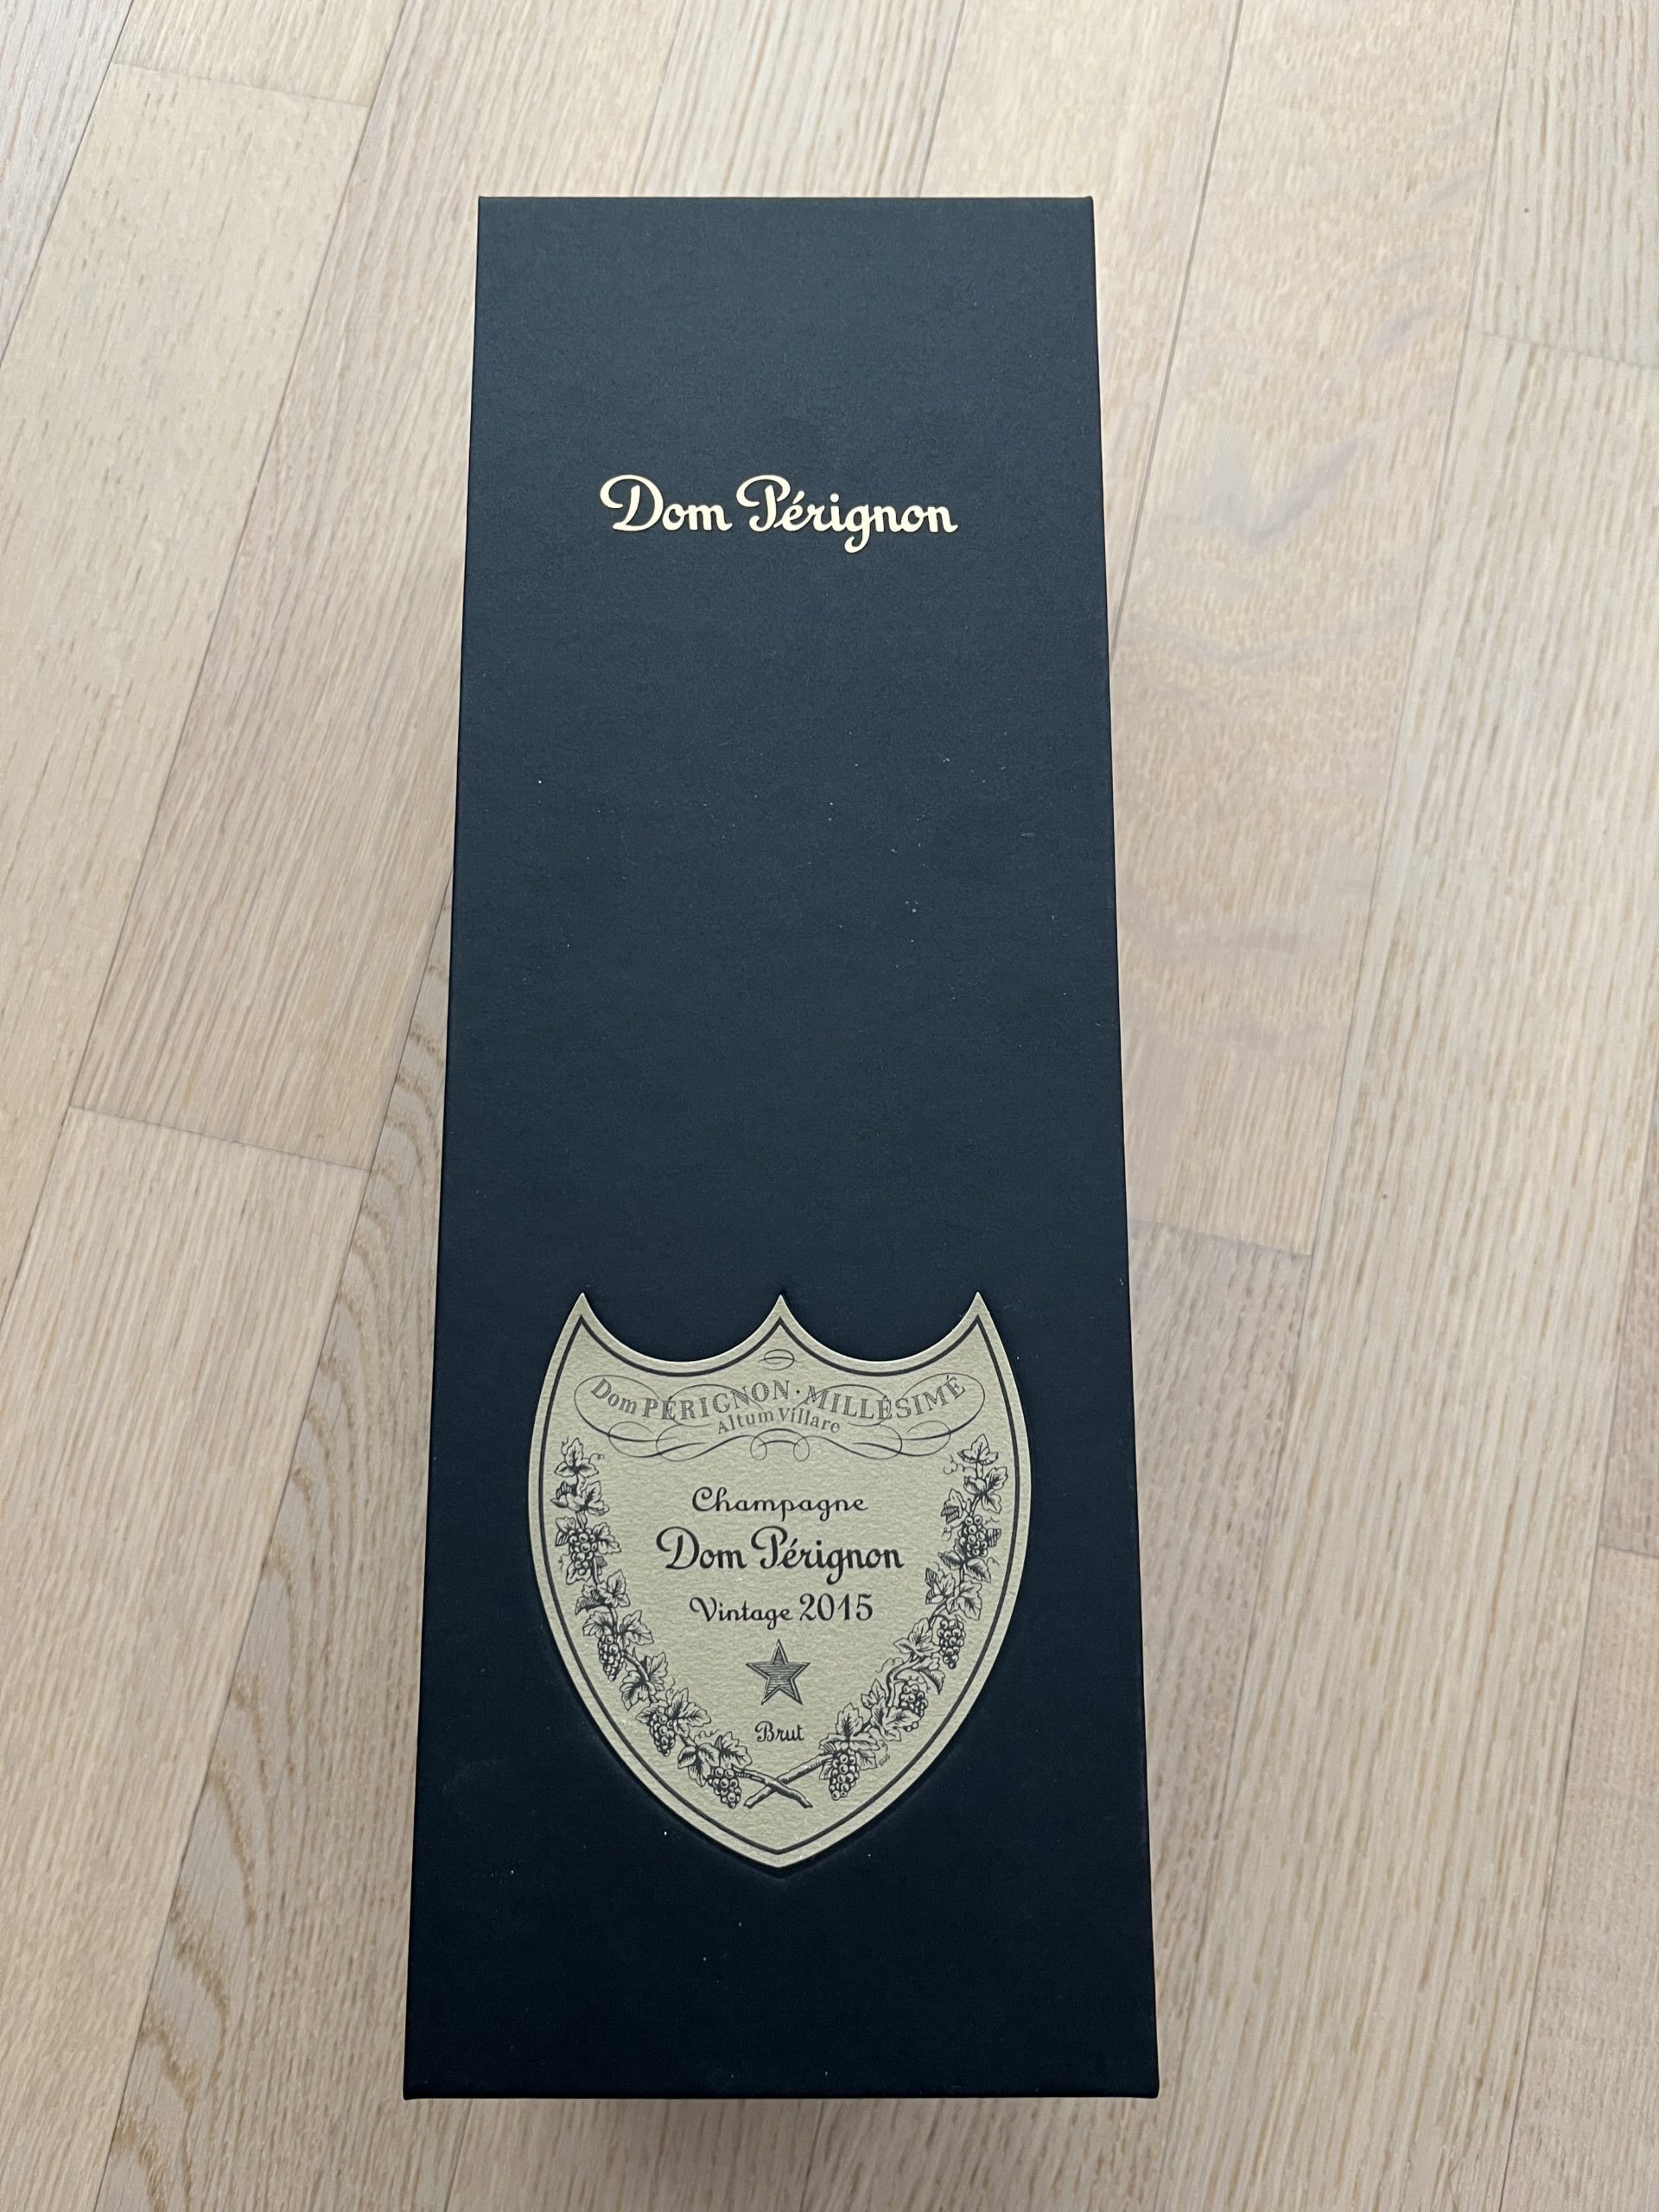 Dom Pérignon
Dom PÉRIGNON · MILLÉSIMÉ
Altum Villare
Champagne
Dom Pérignon
Vintage 2015
Brut